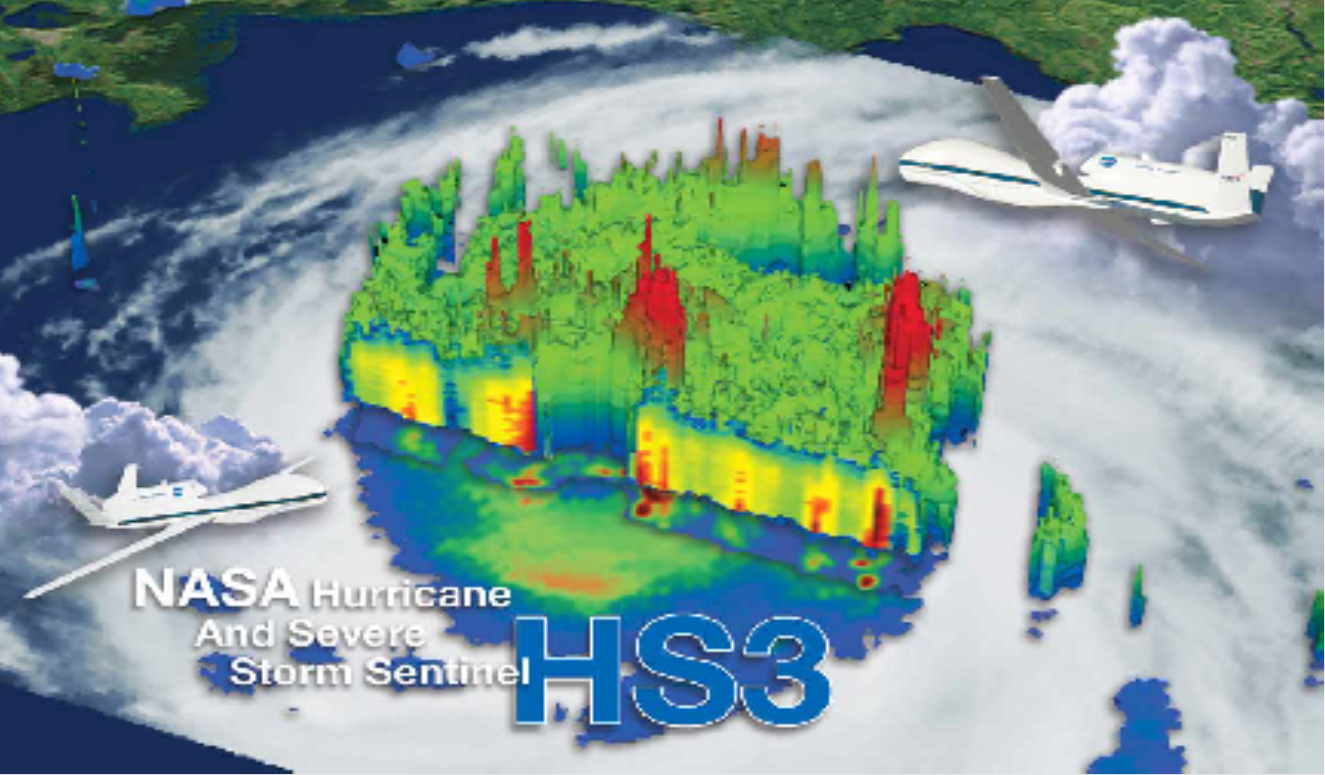 NASA Hurricane
And Severe
Storm Sentinel
HS3